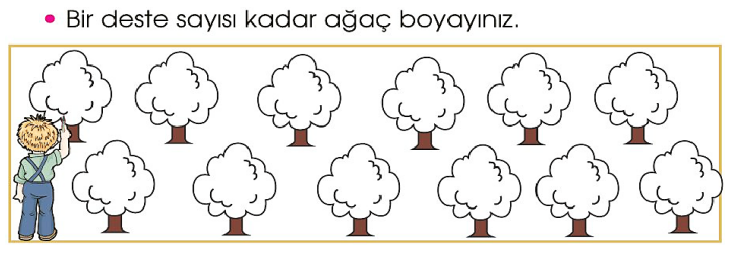 • Bir deste sayısı kadar ağaç boyayınız.